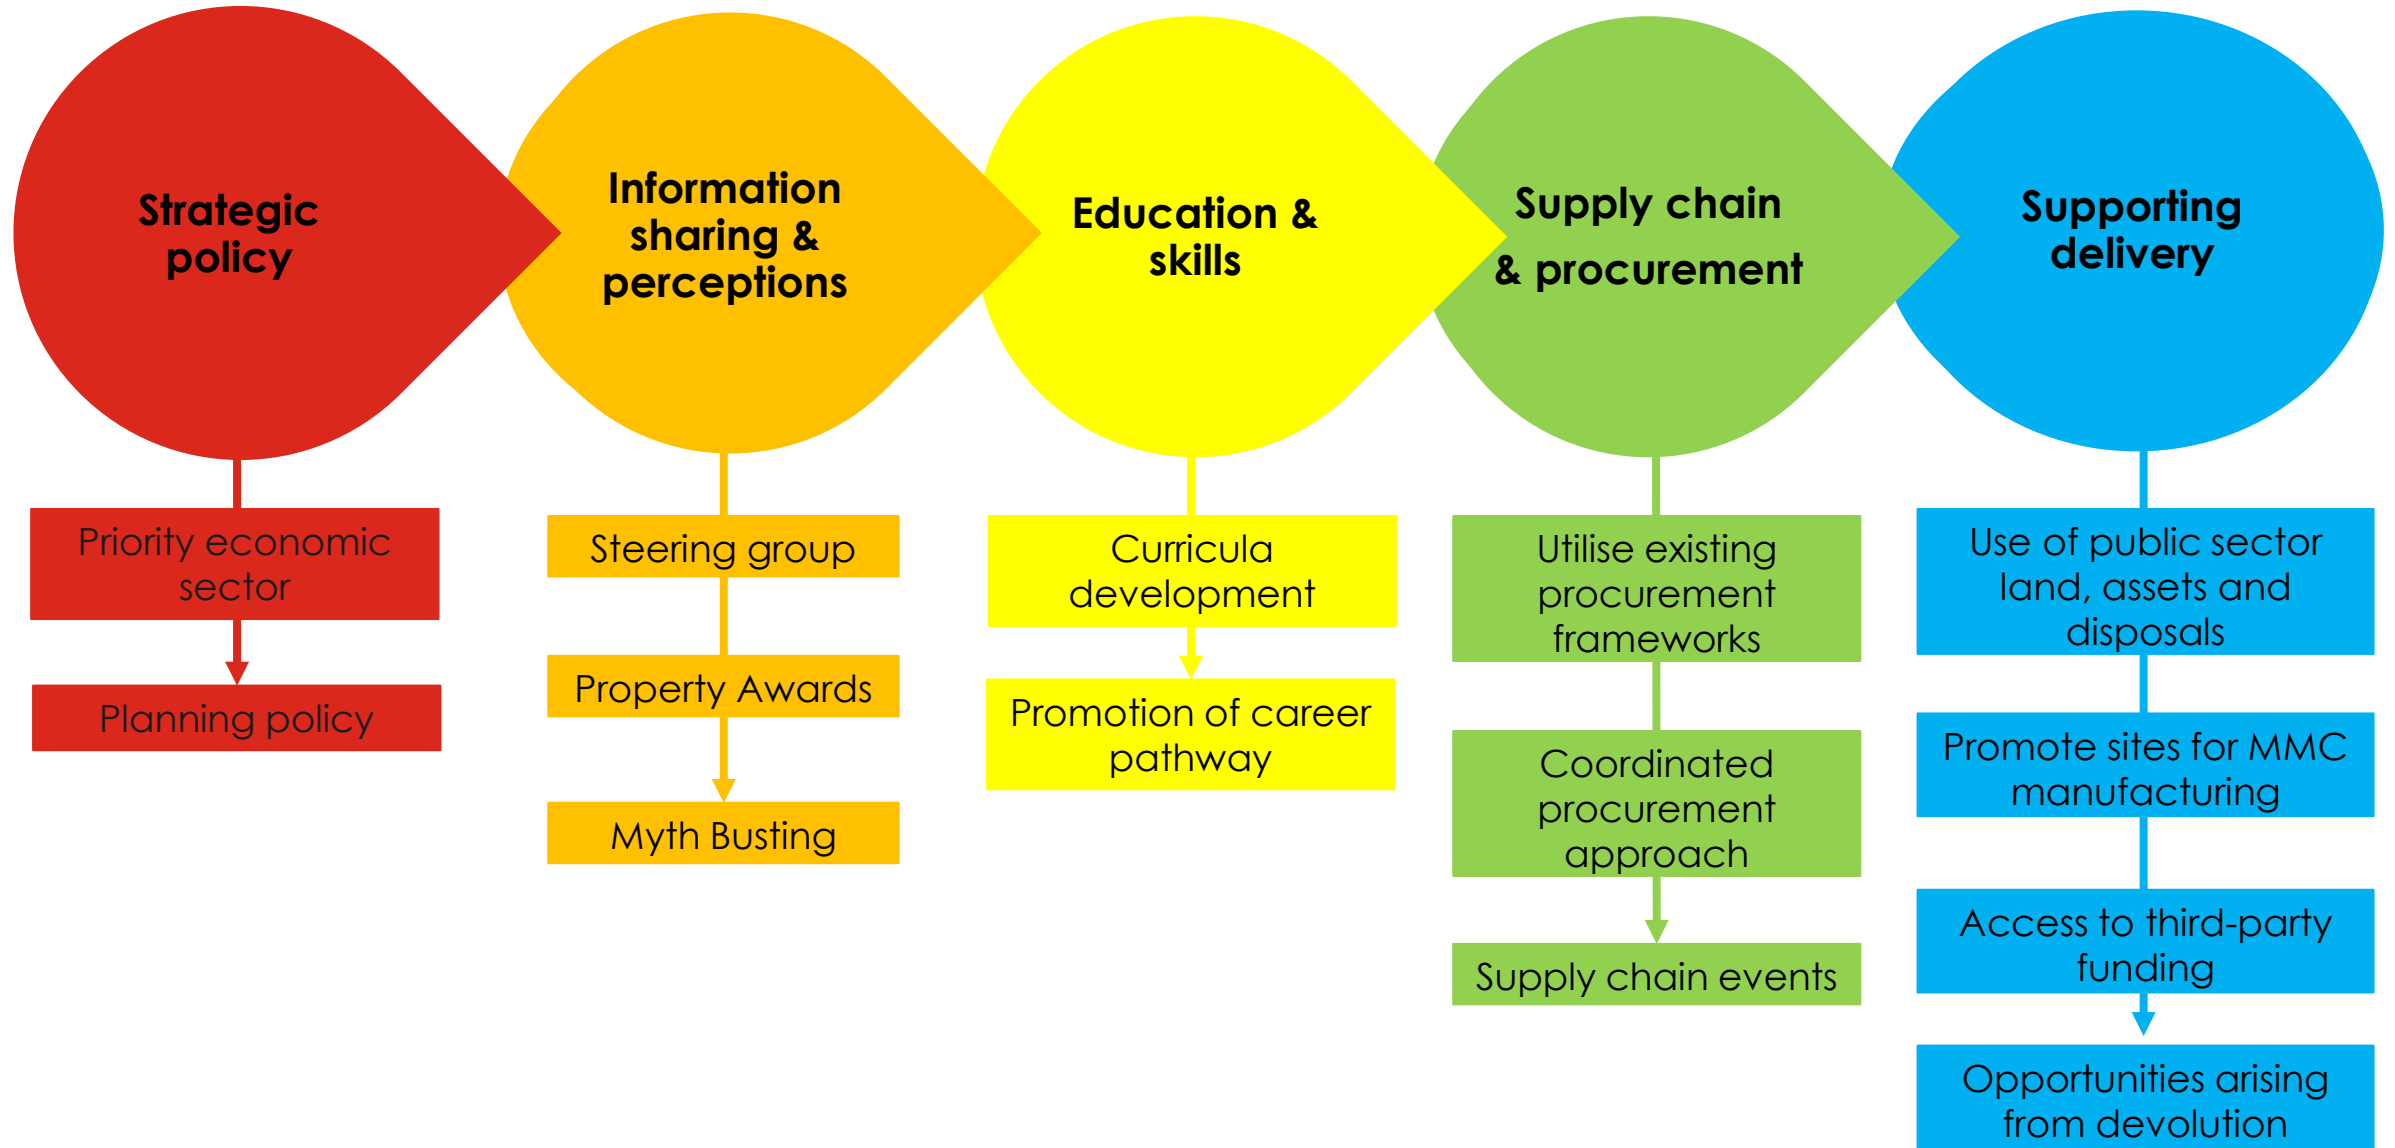 Strategic
policy
Information
sharing &
perceptions
Education &
skills
Supply chain
& procurement
Supporting
delivery
Priority economic
sector
Planning policy
Steering group
Property Awards
Myth Busting
Curricula
development
Promotion of career
pathway
Utilise existing
procurement
frameworks
Coordinated
procurement
approach
Supply chain events
Use of public sector
land, assets and
disposals
Promote sites for MMC
manufacturing
Access to third-party
funding
Opportunities arising
from devolution